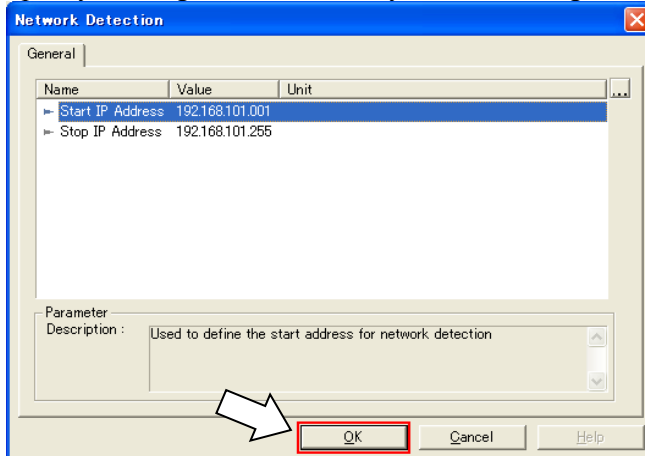 Network Detection
General
Name Value Unit
Start IP Address 192.168.101.001
...
Stop IP Address 192.168.101.255
Parameter
Description : Used to define the start address for network detection
OK Cancel Help